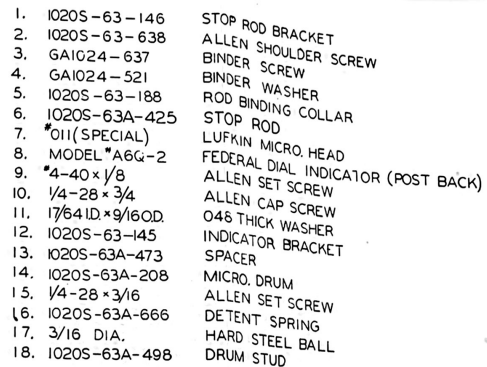 1. 1020S-63-146 STOP ROD BRACKET
2. 1020S-63-638 ALLEN SHOULDER SCREW
3. GA1024-637 BINDER SCREW
4. GA1024-521 BINDER WASHER
5. 1020S-63-188 ROD BINDING COLLAR
6. 1020S-63A-425 STOP ROD
7. #011(SPECIAL) LUFKIN MICRO. HEAD
8. MODEL #A6Q-2 FEDERAL DIAL INDICATOR (POST BACK)
9. #4-40 x 1/8 ALLEN SET SCREW
10. 1/4-28 x 3/4 ALLEN CAP SCREW
11. 17/64 I.D. x 9/16 O.D. 048 THICK WASHER
12. 1020S-63-145 INDICATOR BRACKET
13. 1020S-63A-473 SPACER
14. 1020S-63A-208 MICRO. DRUM
15. 1/4-28 x 3/16 ALLEN SET SCREW
16. 1020S-63A-666 DETENT SPRING
17. 3/16 DIA. HARD STEEL BALL
18. 1020S-63A-498 DRUM STUD